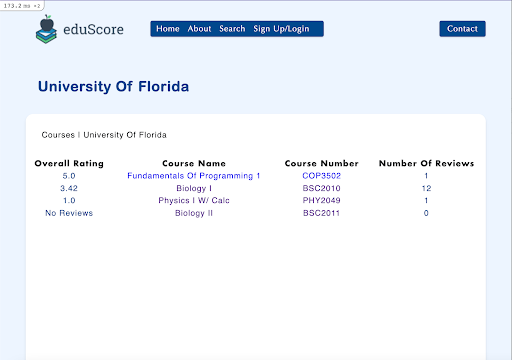 173.2 ms ×2
eduScore
Home About Search Sign Up/Login
Contact
University Of Florida
Courses | University Of Florida
Overall Rating Course Name Course Number Number Of Reviews
5.0 Fundamentals Of Programming 1 COP3502 1
3.42 Biology I BSC2010 12
1.0 Physics I W/ Calc PHY2049 1
No Reviews Biology II BSC2011 0